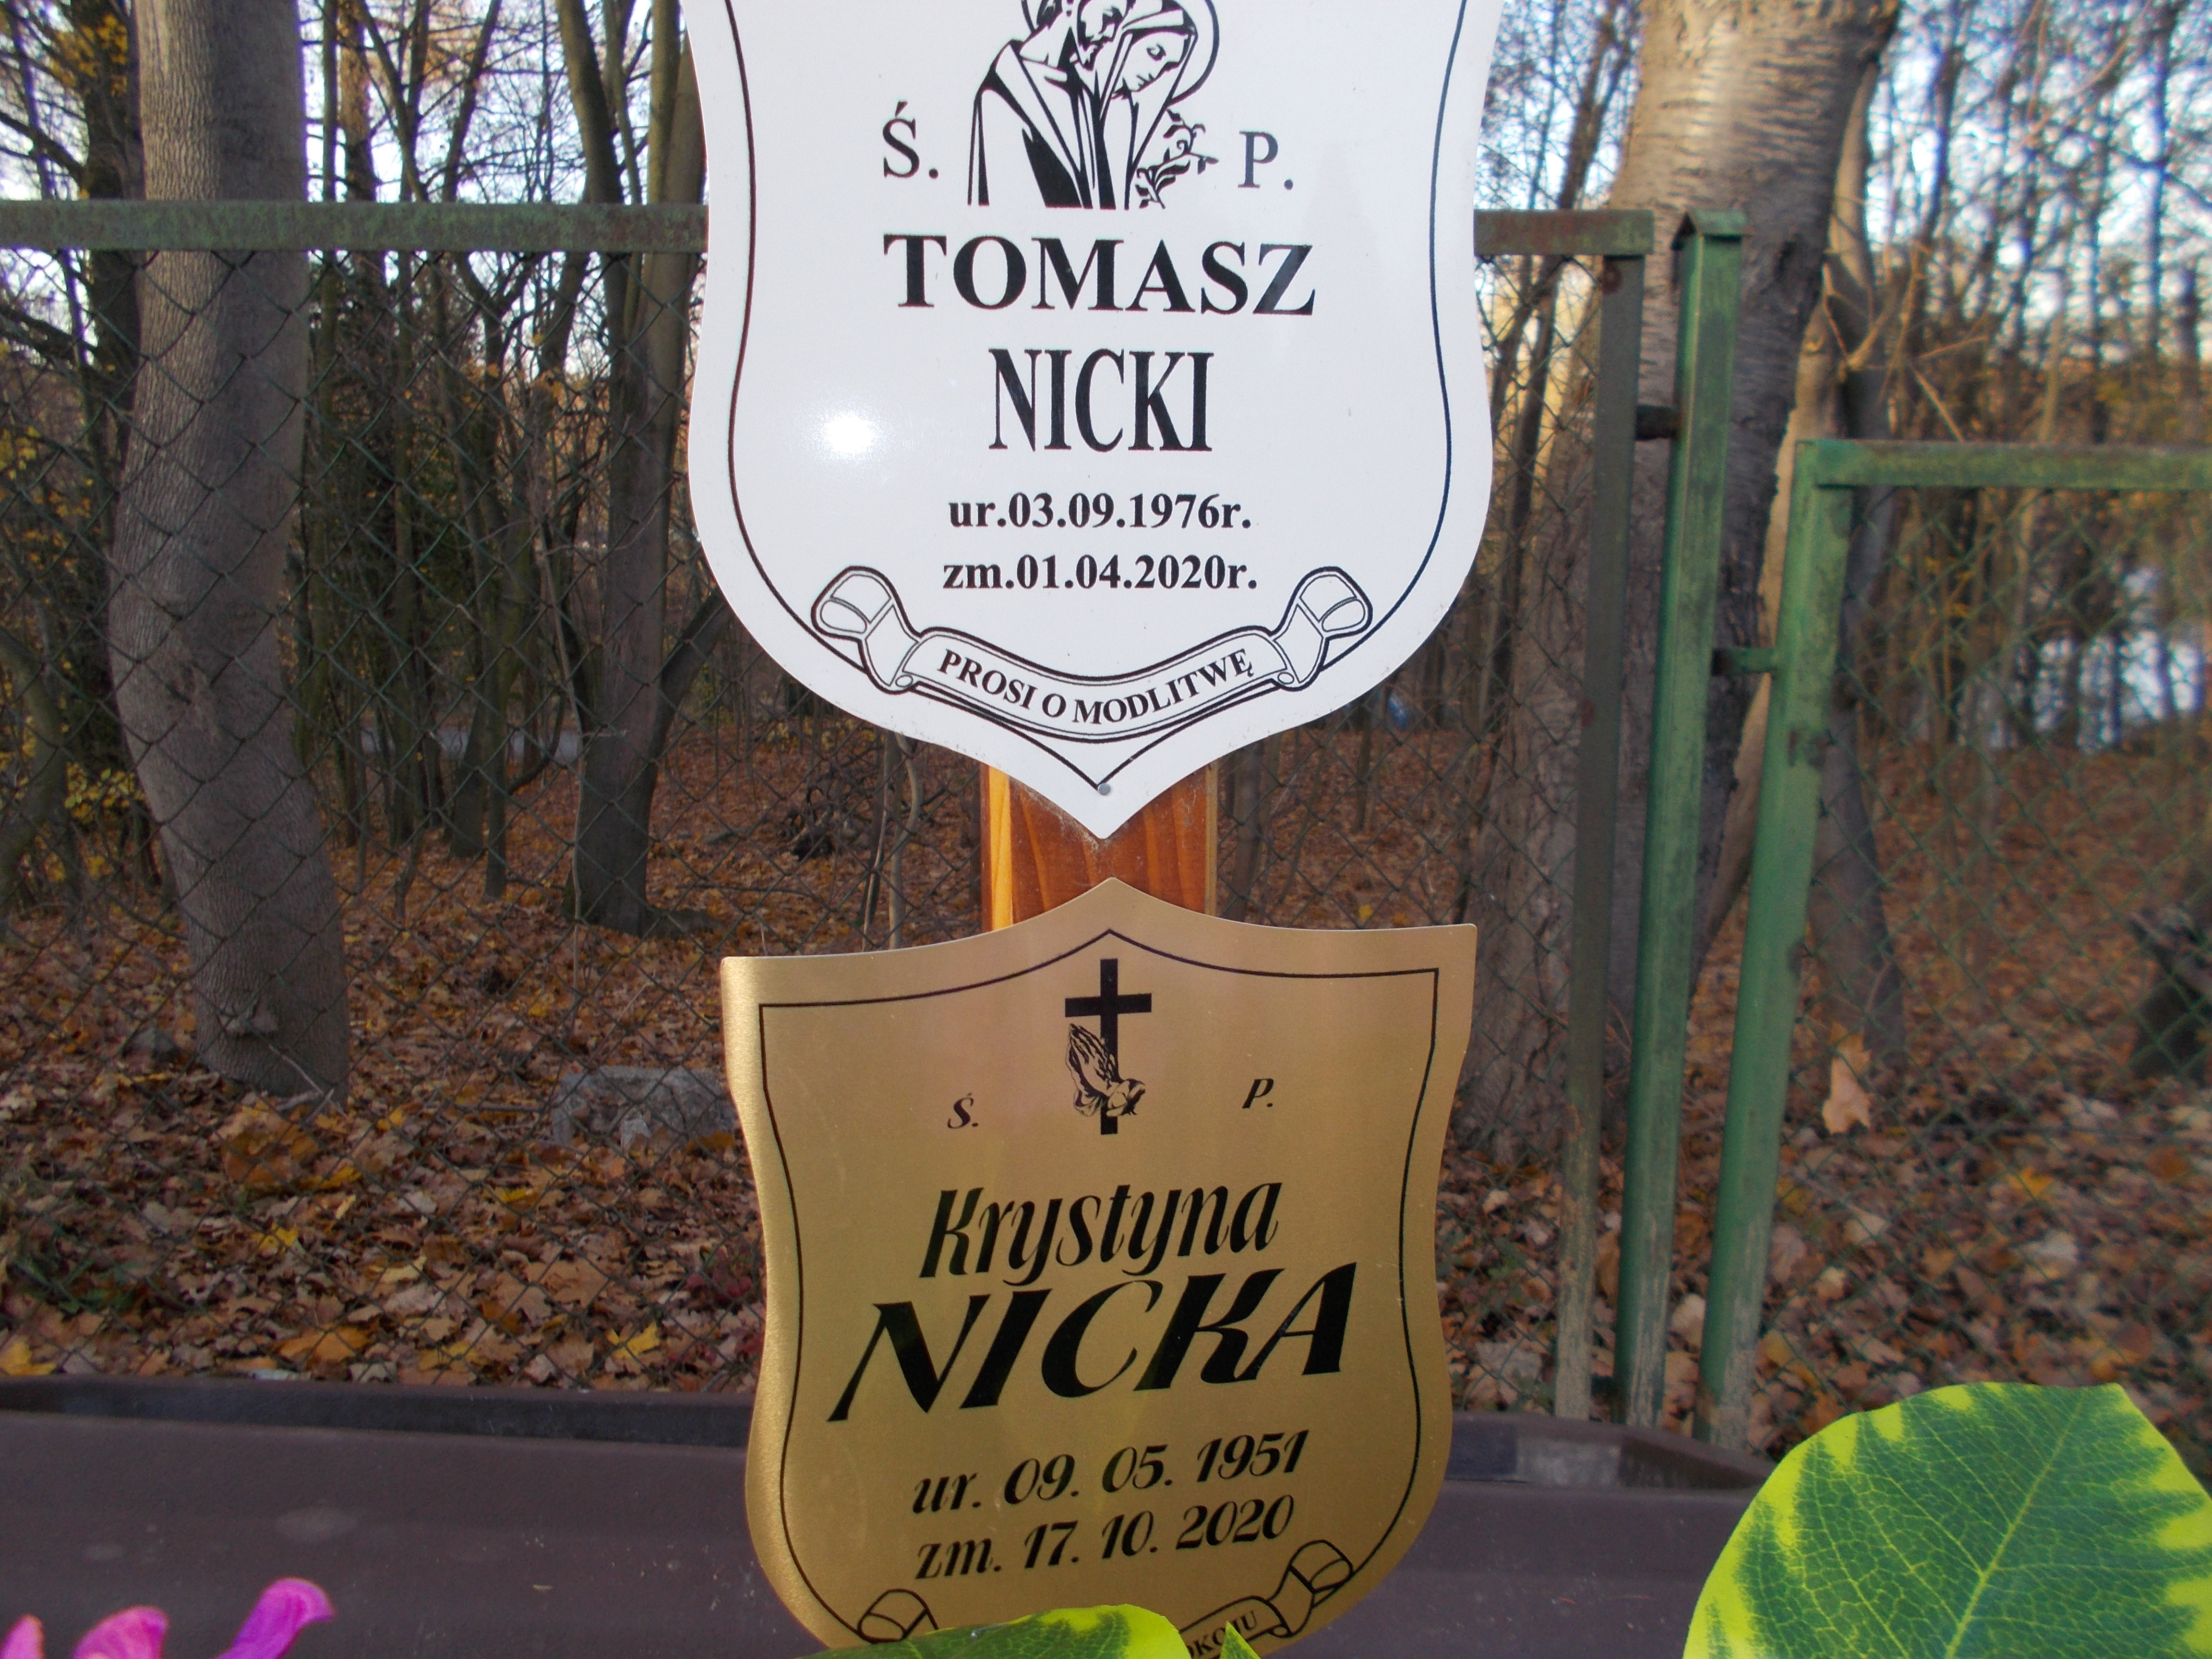 Ś. P.
TOMASZ
NICKI
ur.03.09.1976r.
zm.01.04.2020r.
PROSI O MODLITWĘ
Ś. P.
Krystyna
NICKA
ur. 09. 05. 1951
zm. 17. 10. 2020